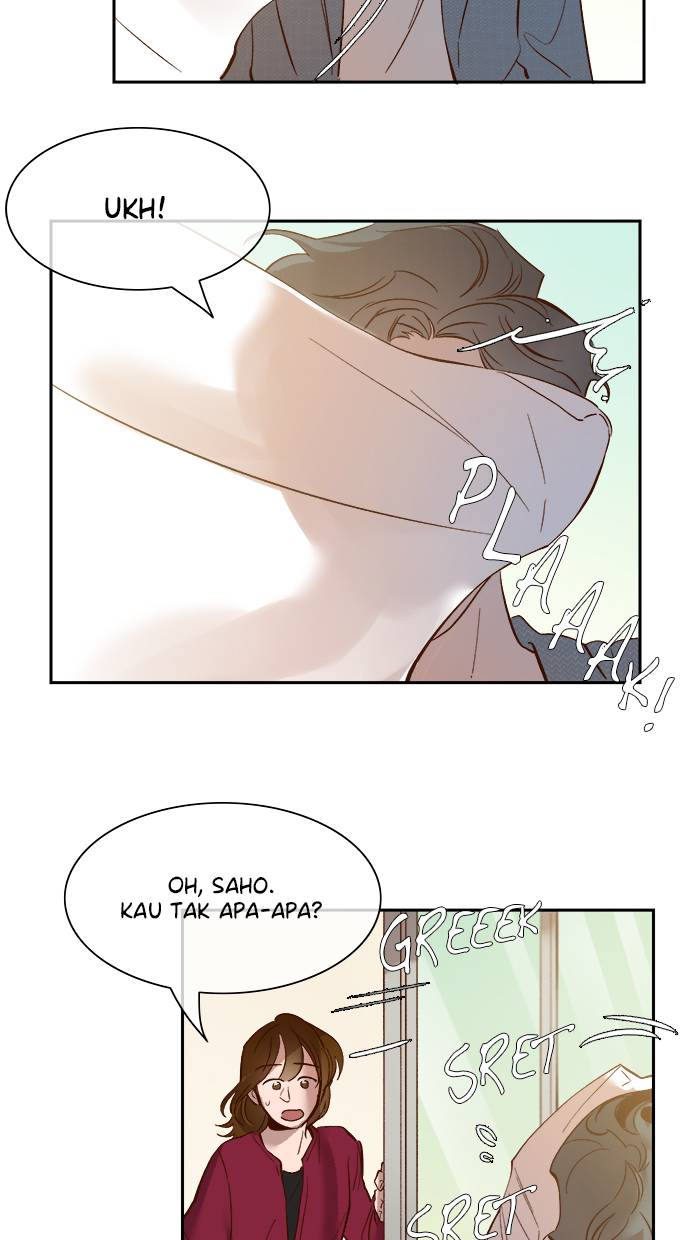 UKH!
PLAAAAK!
OH, SAHO.
KAU TAK APA-APA?
GREEEK
SRET
SRET